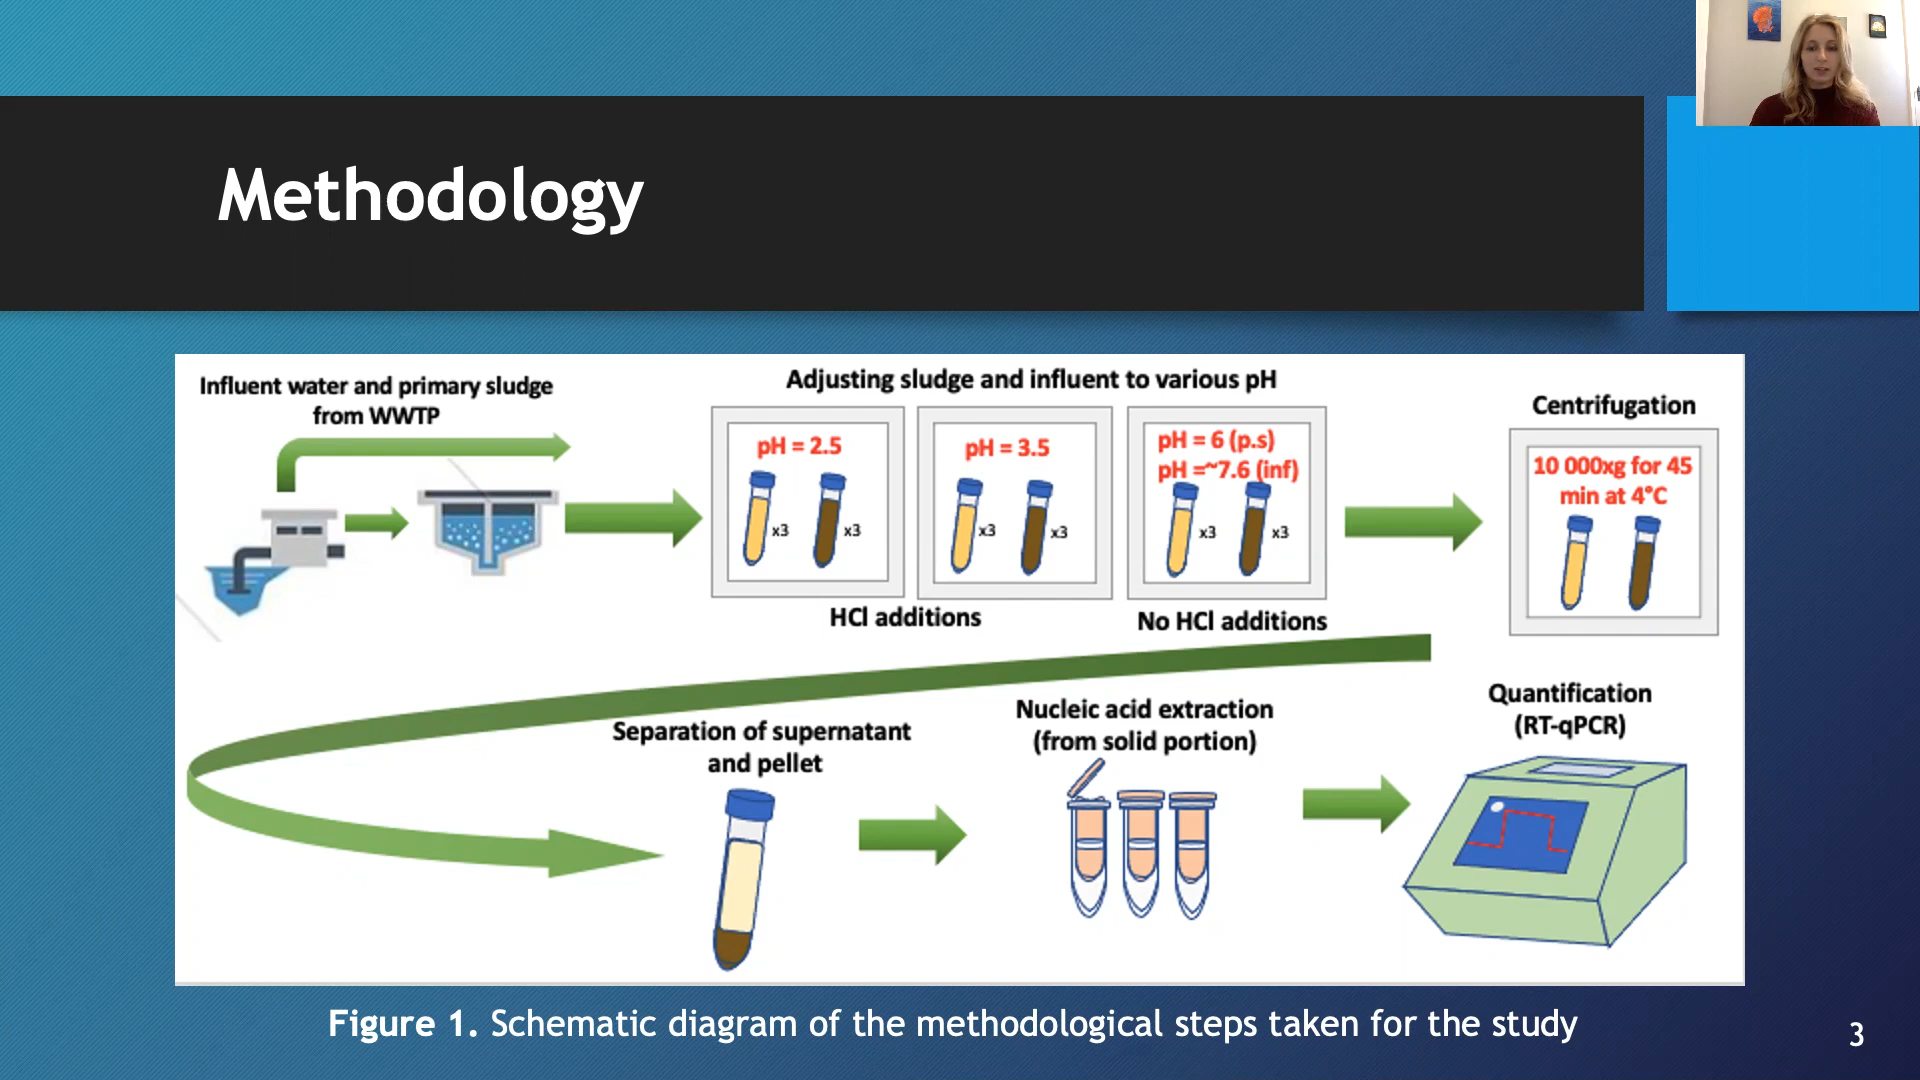 Methodology
Influent water and primary sludge
from WWTP
Adjusting sludge and influent to various pH
pH = 2.5
x3
x3
pH = 3.5
x3
x3
pH = 6 (p.s)
pH =~7.6 (inf)
x3
x3
HCl additions
No HCl additions
Centrifugation
10 000xg for 45
min at 4°C
Separation of supernatant
and pellet
Nucleic acid extraction
(from solid portion)
Quantification
(RT-qPCR)
Figure 1. Schematic diagram of the methodological steps taken for the study
3